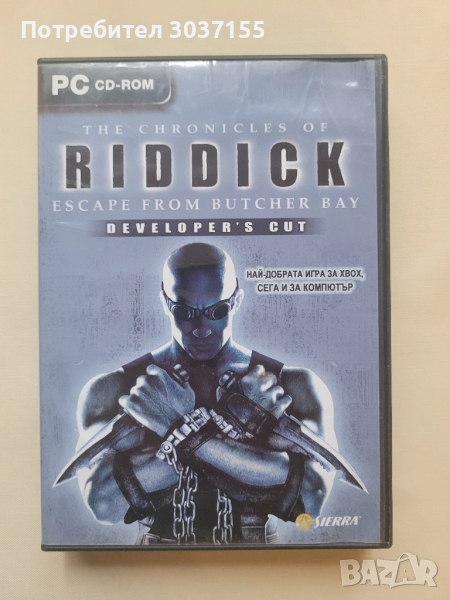 Потребител 3037155
PC CD-ROM
THE CHRONICLES OF
RIDDICK
ESCAPE FROM BUTCHER BAY
DEVELOPER'S CUT
НАЙ-ДОБРАТА ИГРА ЗА XBOX,
СЕГА И ЗА КОМПЮТЪР
SIERRA
BAZAR